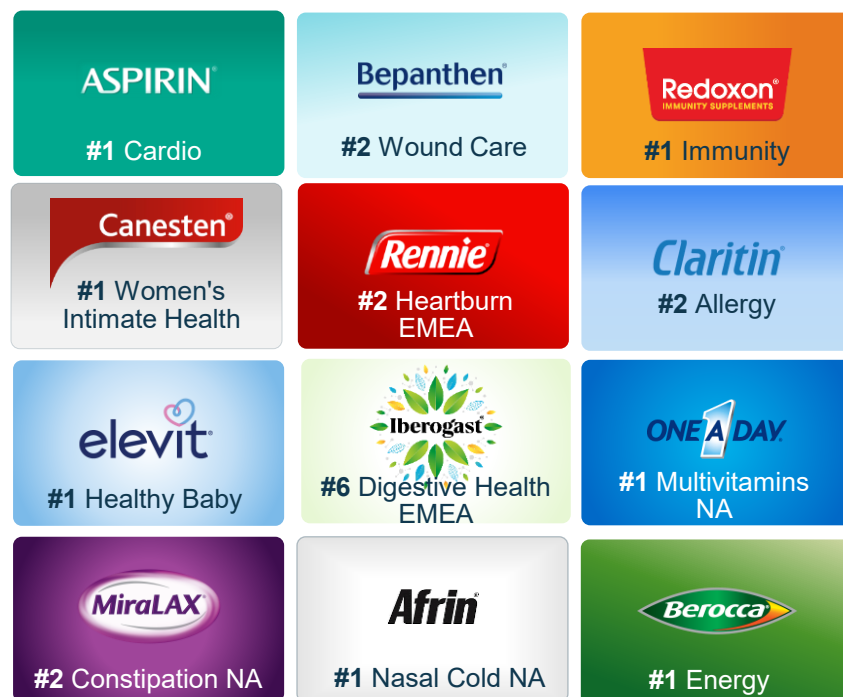 ASPIRIN®
#1 Cardio
Bepanthen®
#2 Wound Care
Redoxon®
IMMUNITY SUPPLEMENTS
#1 Immunity
Canesten®
#1 Women's
Intimate Health
Rennie®
#2 Heartburn
EMEA
Claritin®
#2 Allergy
elevit®
#1 Healthy Baby
Iberogast®
#6 Digestive Health
EMEA
ONE A DAY®
1
#1 Multivitamins
NA
MiraLAX®
#2 Constipation NA
Afrin®
#1 Nasal Cold NA
Berocca®
#1 Energy